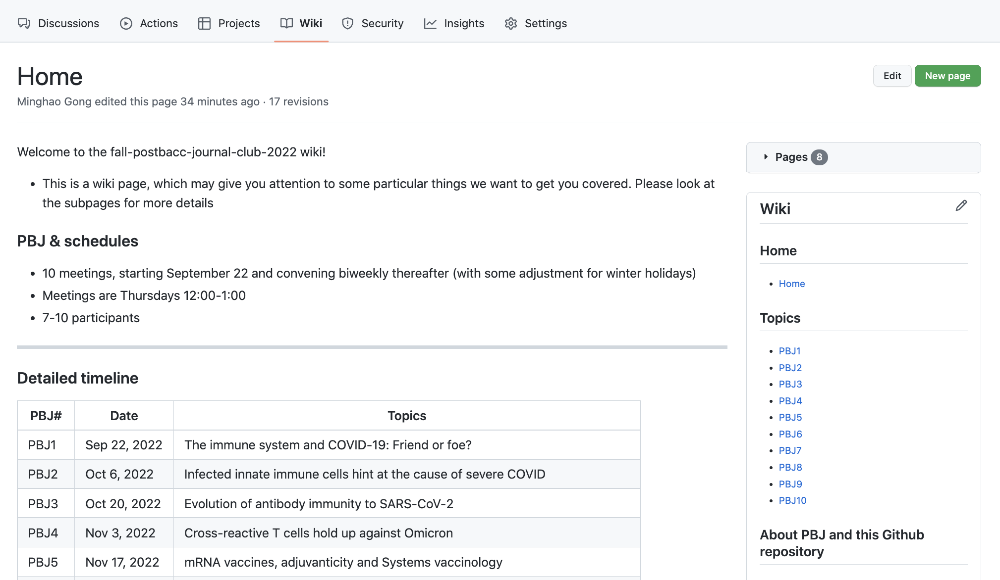 Discussions Actions Projects Wiki Security Insights Settings
Home
Edit New page
Minghao Gong edited this page 34 minutes ago · 17 revisions
Welcome to the fall-postbacc-journal-club-2022 wiki!
• This is a wiki page, which may give you attention to some particular things we want to get you covered. Please look at
the subpages for more details
PBJ & schedules
• 10 meetings, starting September 22 and convening biweekly thereafter (with some adjustment for winter holidays)
• Meetings are Thursdays 12:00-1:00
• 7-10 participants
Detailed timeline
PBJ# Date Topics
PBJ1 Sep 22, 2022 The immune system and COVID-19: Friend or foe?
PBJ2 Oct 6, 2022 Infected innate immune cells hint at the cause of severe COVID
PBJ3 Oct 20, 2022 Evolution of antibody immunity to SARS-CoV-2
PBJ4 Nov 3, 2022 Cross-reactive T cells hold up against Omicron
PBJ5 Nov 17, 2022 mRNA vaccines, adjuvanticity and Systems vaccinology
Pages 8
Wiki
Home
• Home
Topics
• PBJ1
• PBJ2
• PBJ3
• PBJ4
• PBJ5
• PBJ6
• PBJ7
• PBJ8
• PBJ9
• PBJ10
About PBJ and this Github
repository